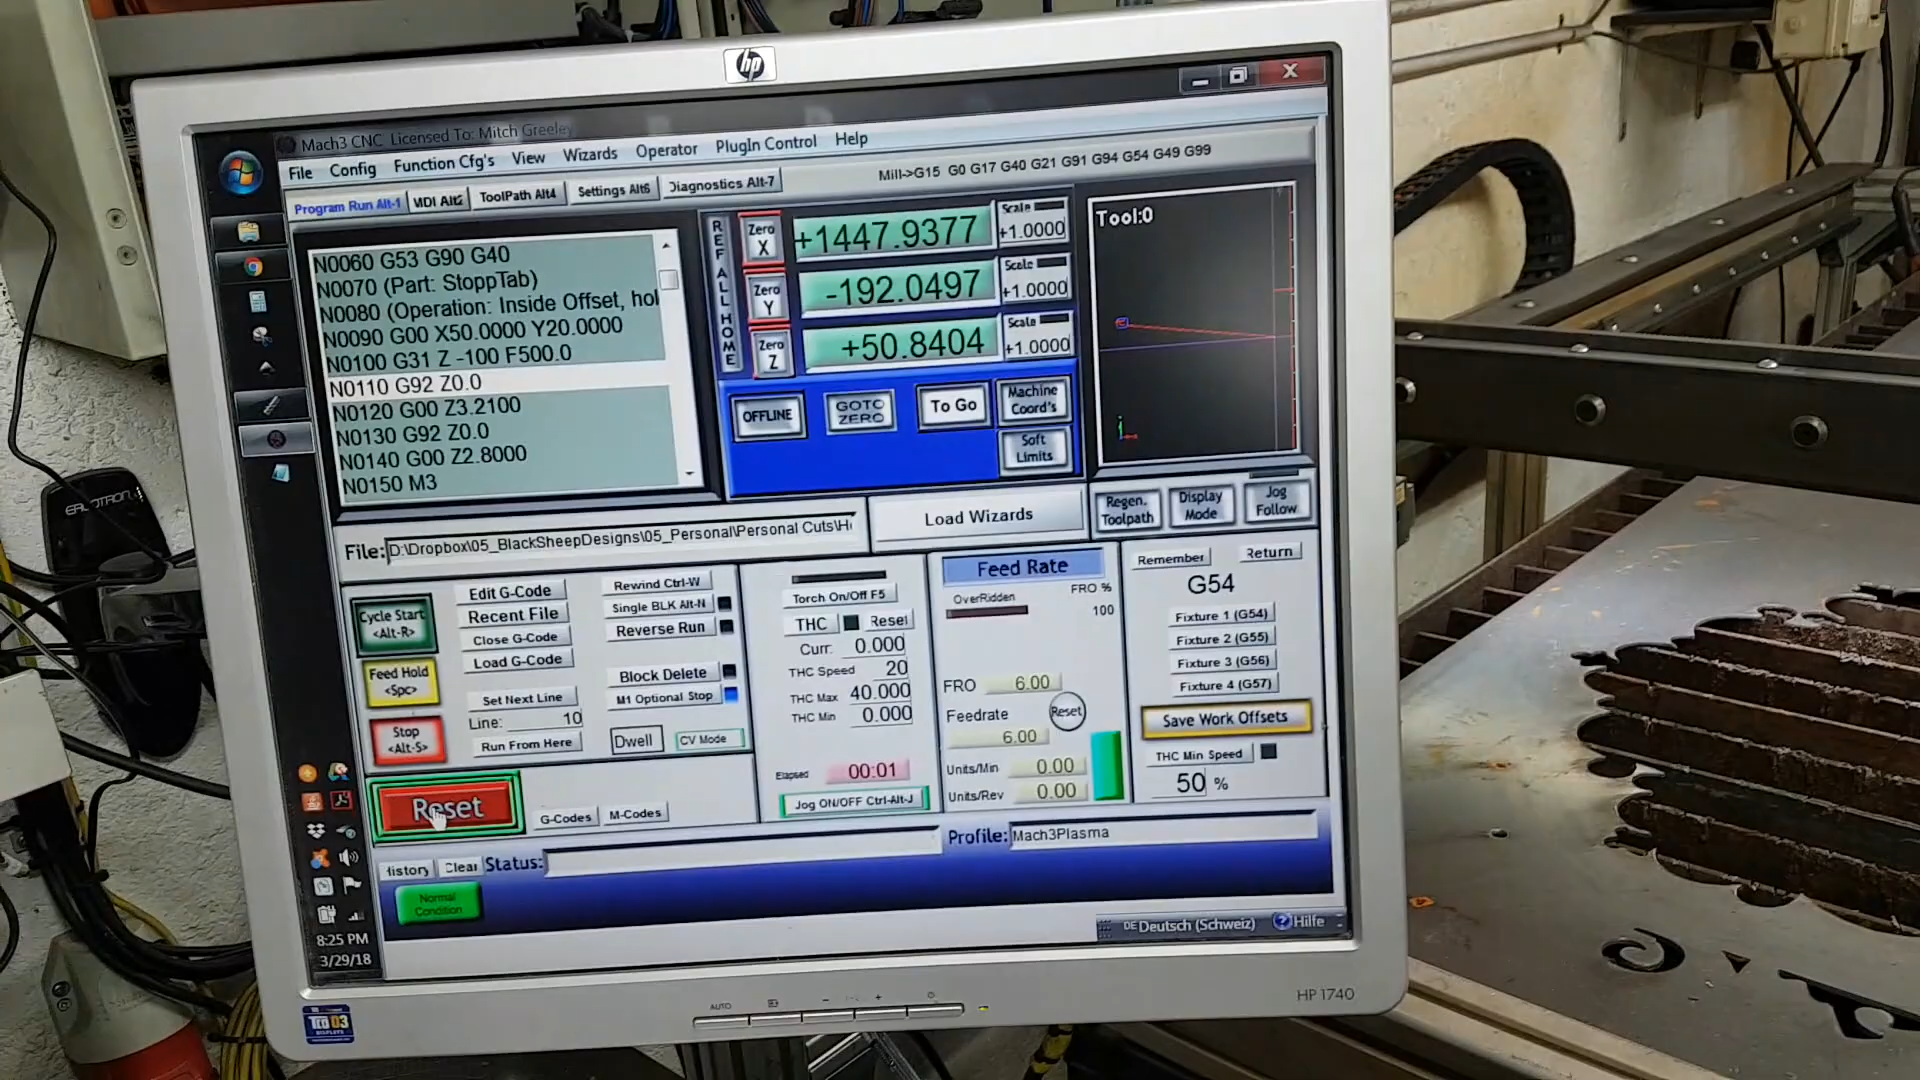 hp
Mach3 CNC Licensed To: Mitch Greeley
File Config Function Cfg's View Wizards Operator PlugIn Control Help
Program Run Alt-1 MDI Alt2 ToolPath Alt4 Settings Alt6 Diagnostics Alt-7
Mill->G15 G0 G17 G40 G21 G91 G94 G54 G49 G99
N0060 G53 G90 G40
N0070 (Part: StoppTab)
N0080 (Operation: Inside Offset, hol
N0090 G00 X50.0000 Y20.0000
N0100 G31 Z -100 F500.0
N0110 G92 Z0.0
N0120 G00 Z3.2100
N0130 G92 Z0.0
N0140 G00 Z2.8000
N0150 M3
REF ALL HOME
Zero X +1447.9377 Scale +1.0000
Zero Y -192.0497 Scale +1.0000
Zero Z +50.8404 Scale +1.0000
OFFLINE
GOTO ZERO
To Go
Machine Coord's
Soft Limits
Tool:0
File: D:\Dropbox\05_BlackSheepDesigns\05_Personal\Personal Cuts\H
Load Wizards
Regen. Toolpath
Display Mode
Jog Follow
Cycle Start
<Alt-R>
Feed Hold
<Spc>
Stop
<Alt-S>
Reset
Edit G-Code
Recent File
Close G-Code
Load G-Code
Set Next Line
Line: 10
Run From Here
Rewind Ctrl-W
Single BLK Alt-N
Reverse Run
Block Delete
M1 Optional Stop
Dwell
CV Mode
G-Codes
M-Codes
Torch On/Off F5
THC
Reset
Curr: 0.000
THC Speed 20
THC Max 40.000
THC Min 0.000
Elapsed 00:01
Jog ON/OFF Ctrl-Alt-J
Feed Rate
OverRidden
FRO %
100
FRO 6.00
Feedrate
6.00
Reset
Units/Min 0.00
Units/Rev 0.00
Remember
Return
G54
Fixture 1 (G54)
Fixture 2 (G55)
Fixture 3 (G56)
Fixture 4 (G57)
Save Work Offsets
THC Min Speed
50 %
History Clear Status:
Profile: Mach3Plasma
Normal Condition
DE Deutsch (Schweiz) Hilfe
8:25 PM
3/29/18
ERGOTRON
TCO 03
DISPLAYS
AUTO
HP 1740